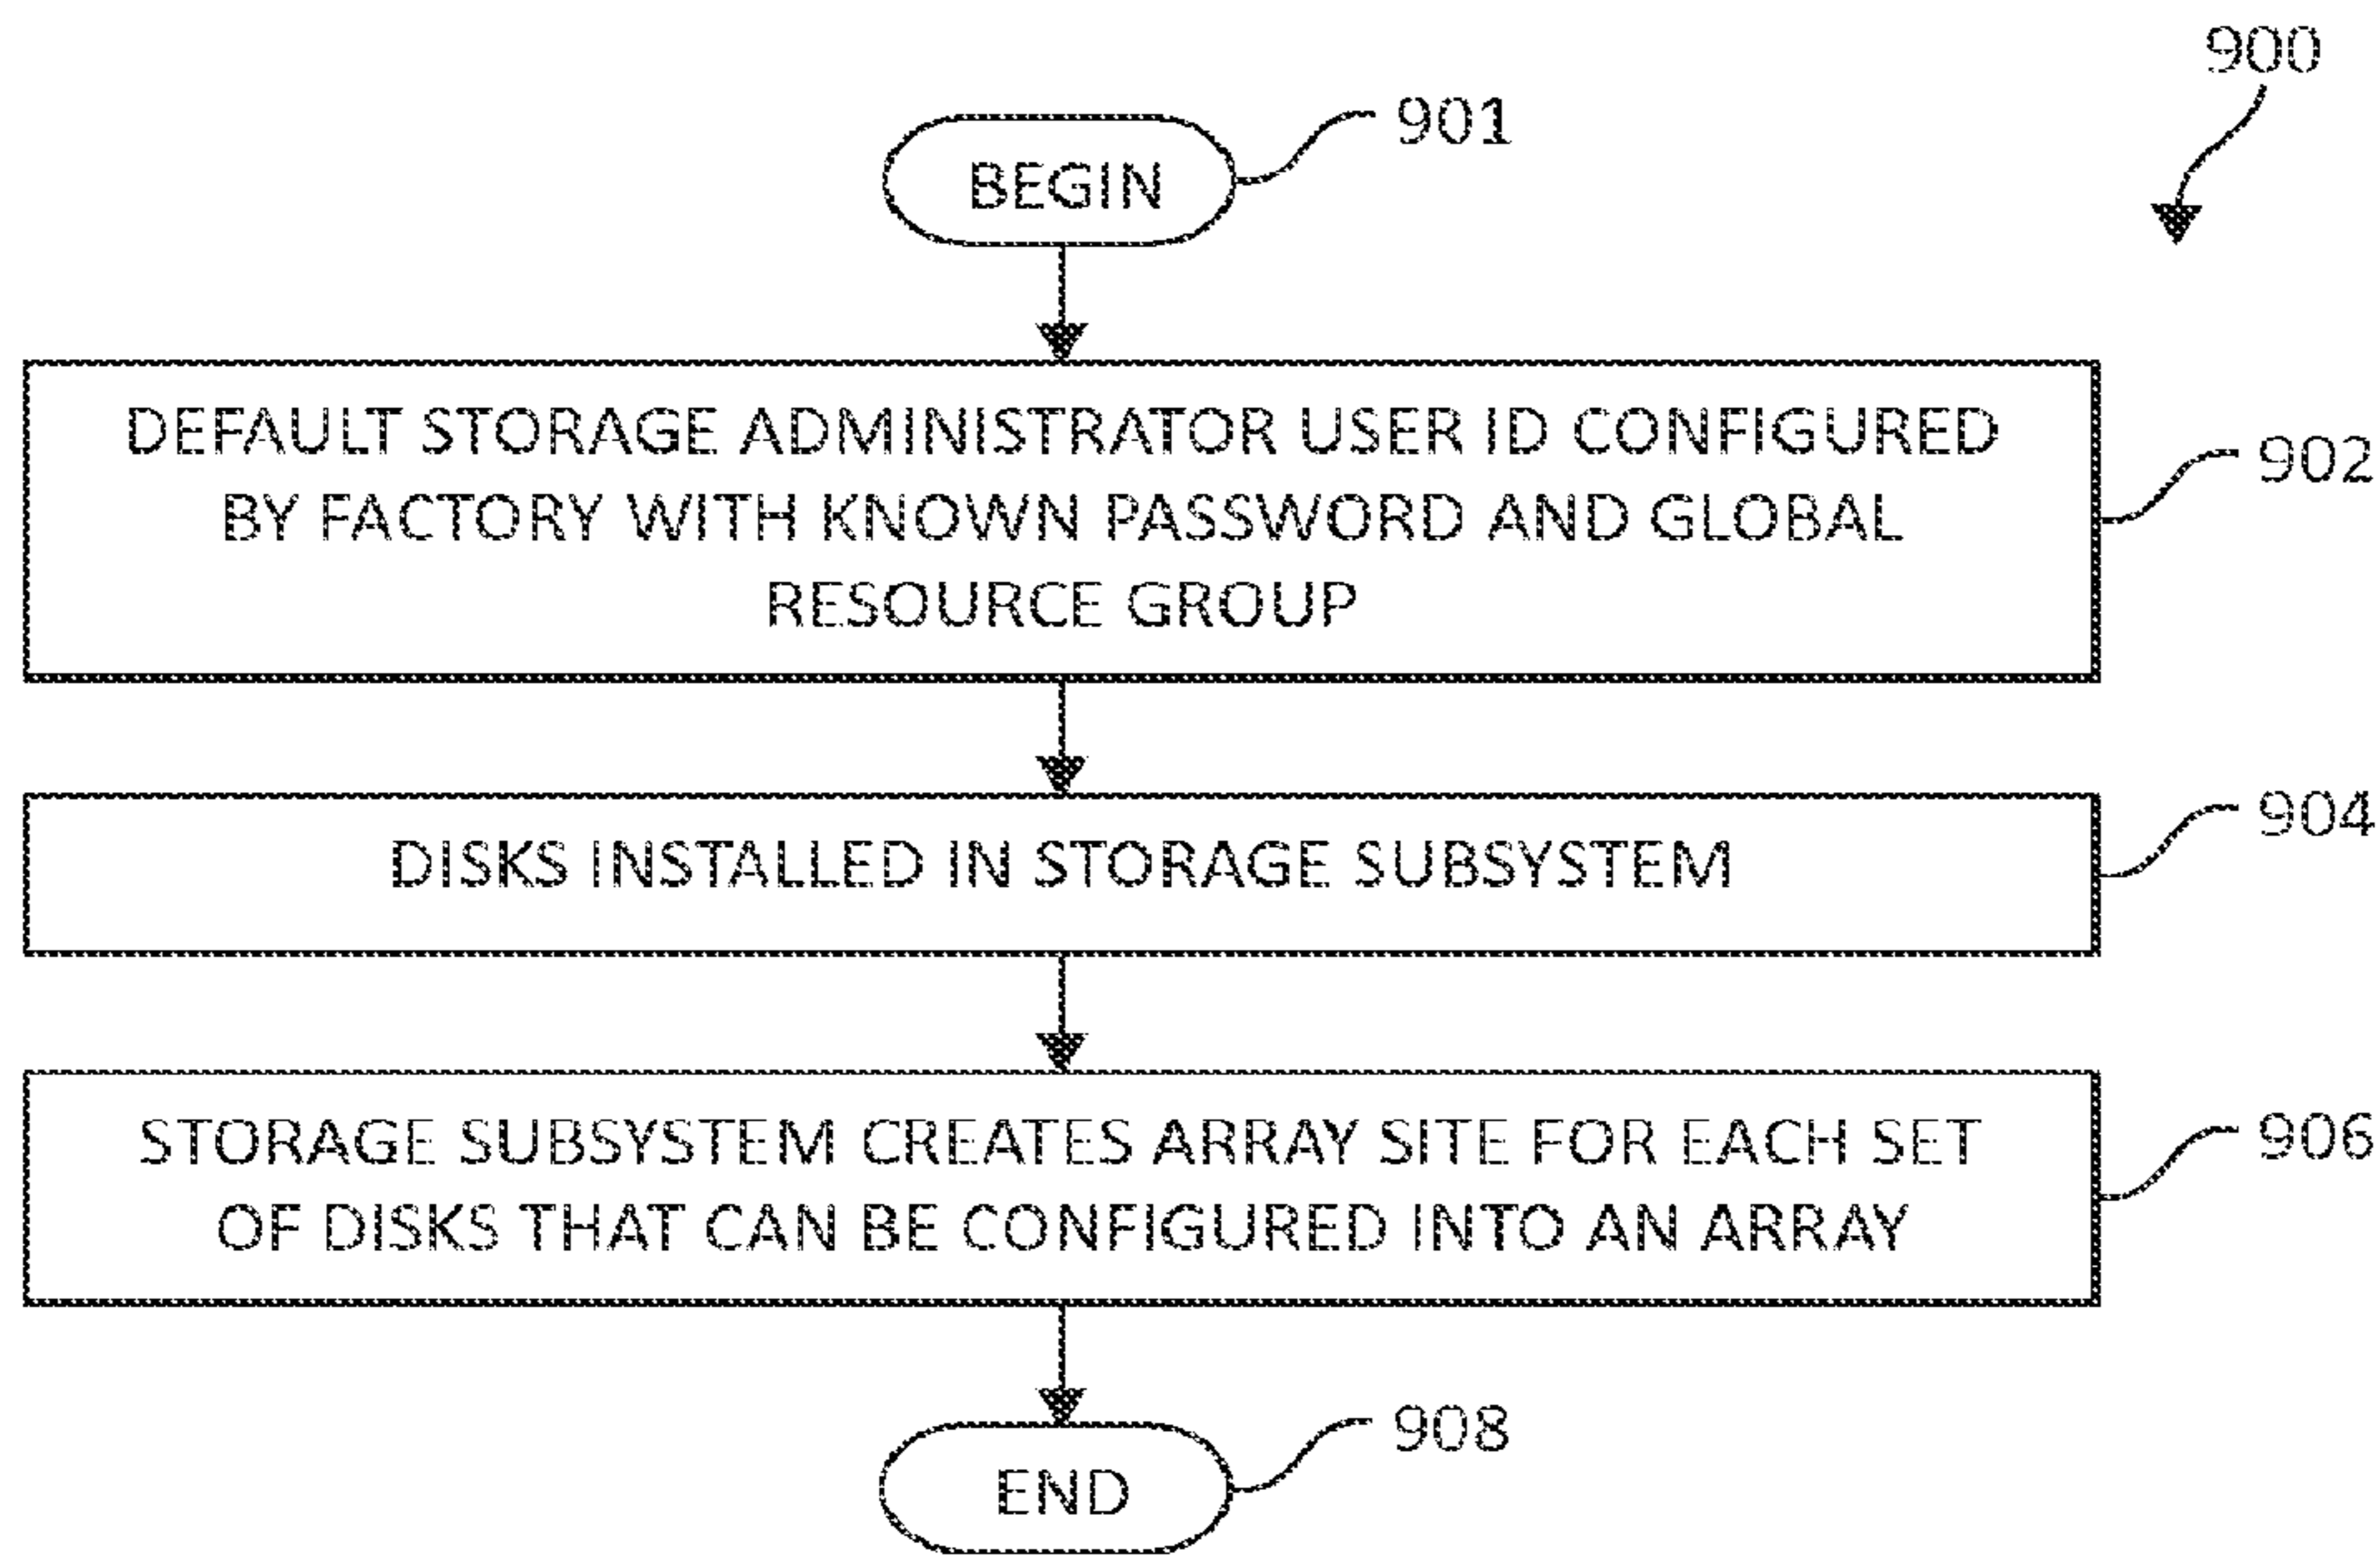 900
901
BEGIN
DEFAULT STORAGE ADMINISTRATOR USER ID CONFIGURED
BY FACTORY WITH KNOWN PASSWORD AND GLOBAL
RESOURCE GROUP
902
DISKS INSTALLED IN STORAGE SUBSYSTEM
904
STORAGE SUBSYSTEM CREATES ARRAY SITE FOR EACH SET
OF DISKS THAT CAN BE CONFIGURED INTO AN ARRAY
906
908
END